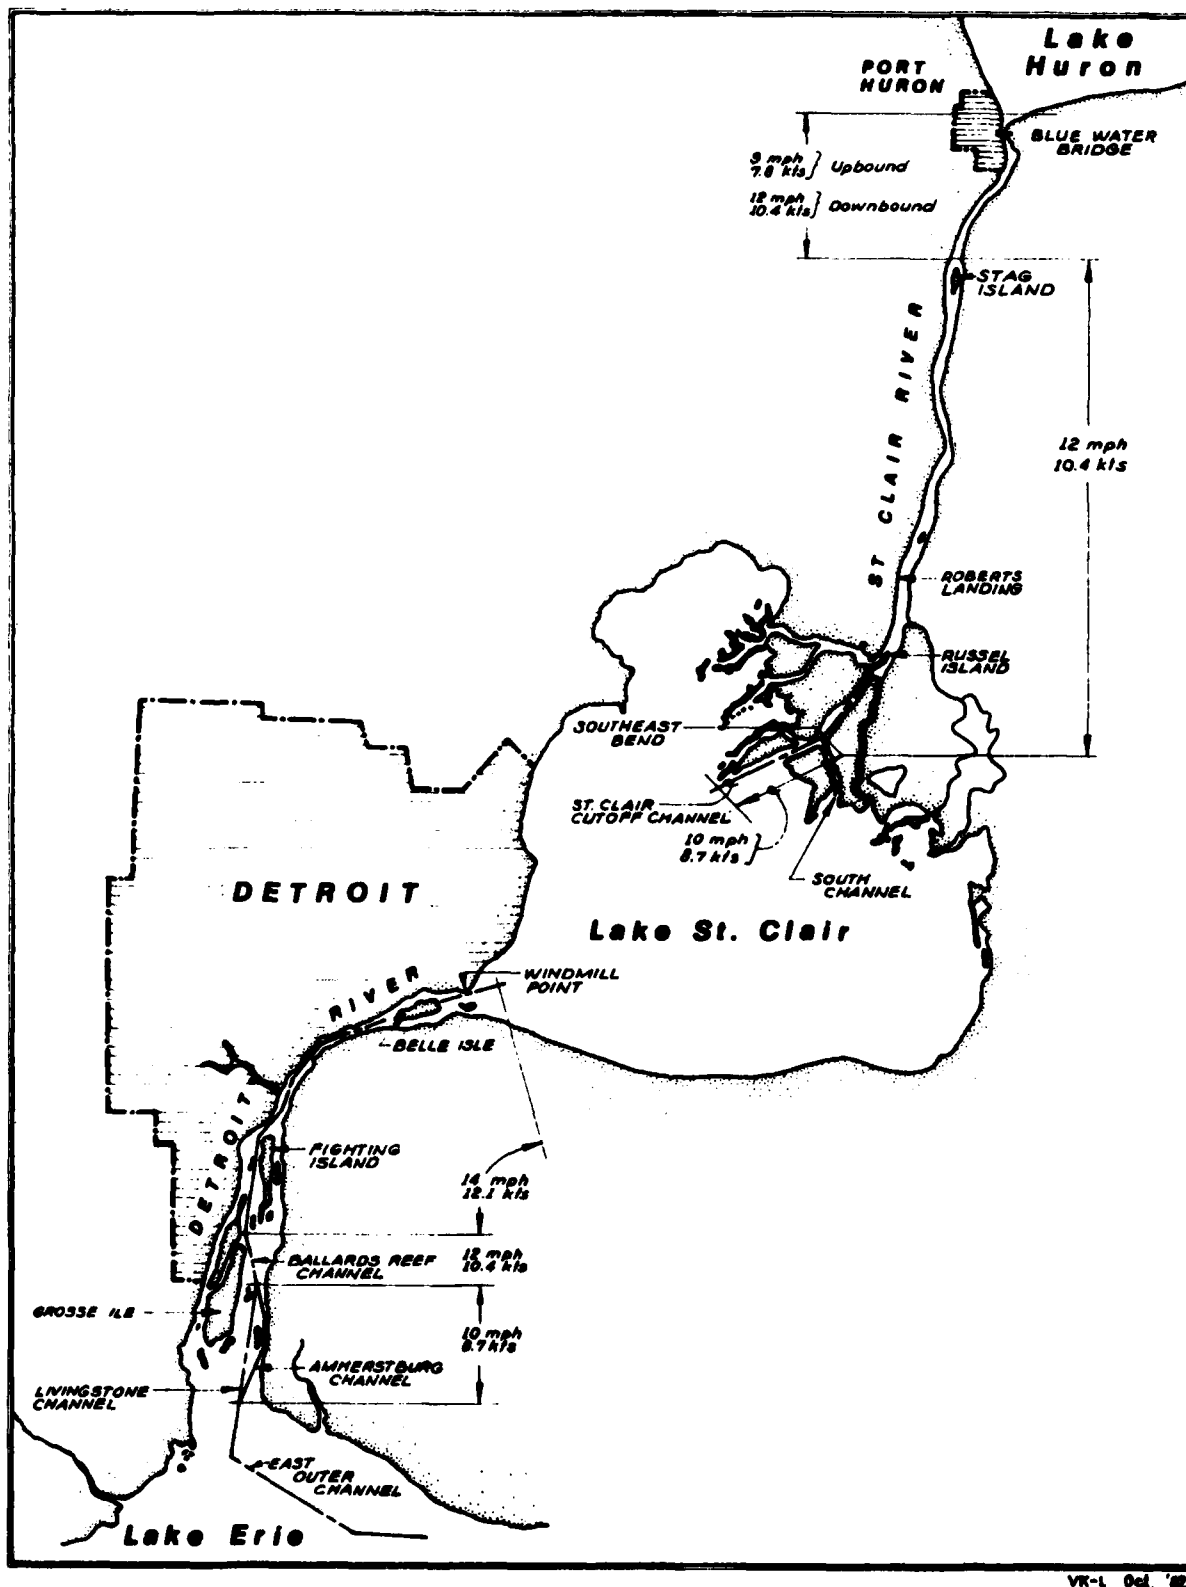 Lake
Huron
PORT
HURON
BLUE WATER
BRIDGE
9 mph
7.8 kts } Upbound
12 mph
10.4 kts } Downbound
STAG
ISLAND
ST CLAIR RIVER
12 mph
10.4 kts
ROBERTS
LANDING
RUSSEL
ISLAND
SOUTHEAST
BEND
ST. CLAIR
CUTOFF CHANNEL
10 mph
8.7 kts }
SOUTH
CHANNEL
DETROIT
Lake St. Clair
WINDMILL
POINT
DETROIT RIVER
BELLE ISLE
FIGHTING
ISLAND
14 mph
12.1 kts
BALLARDS REEF
CHANNEL
12 mph
10.4 kts
GROSSE ILE
10 mph
8.7 kts
AMHERSTBURG
CHANNEL
LIVINGSTONE
CHANNEL
EAST
OUTER
CHANNEL
Lake Erie
VK-L Oct.